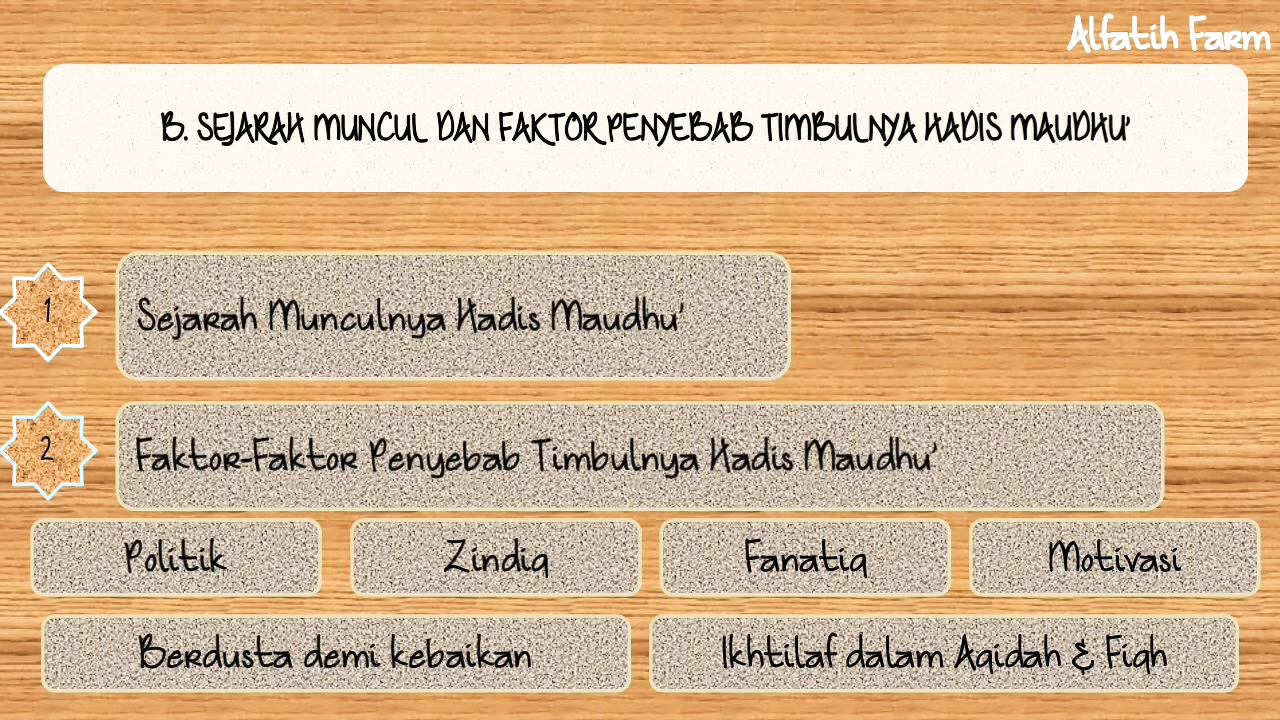 Alfatih Farm
B. SEJARAH MUNCUL DAN FAKTOR PENYEBAB TIMBULNYA HADIS MAUDHU'
1
Sejarah Munculnya Hadis Maudhu'
2
Faktor-Faktor Penyebab Timbulnya Hadis Maudhu'
Politik
Zindiq
Fanatiq
Motivasi
Berdusta demi kebaikan
Ikhtilaf dalam Aqidah & Fiqh